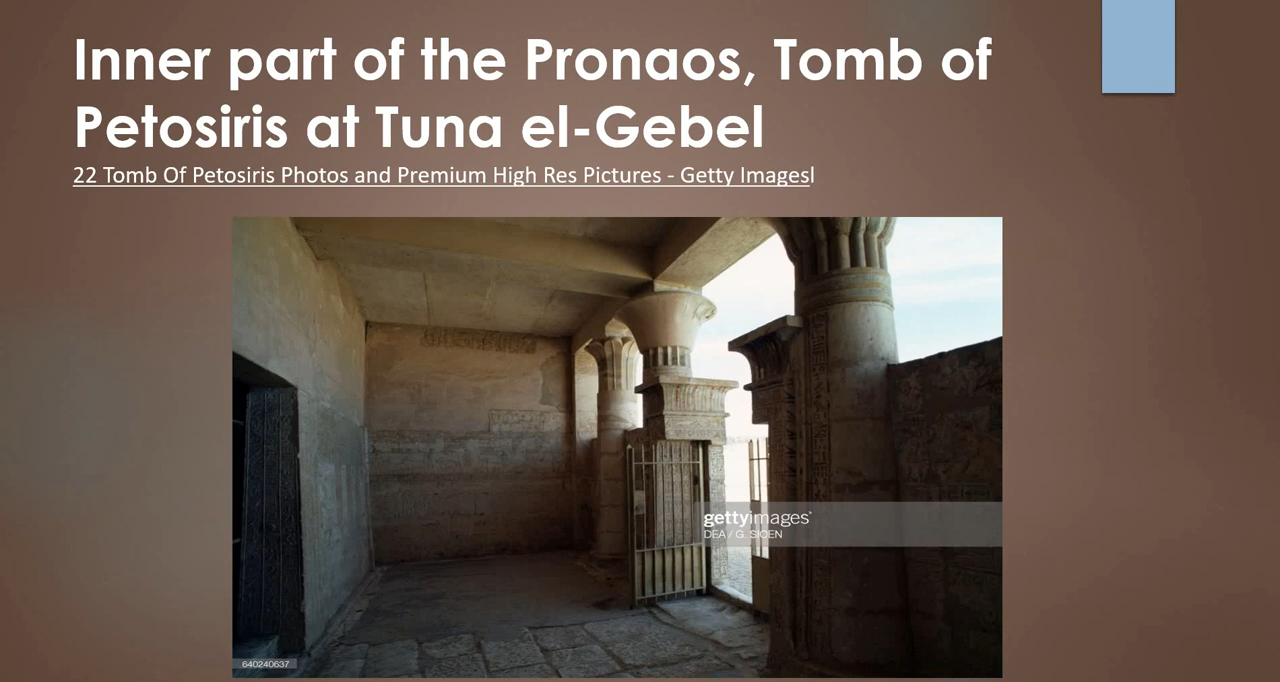 Inner part of the Pronaos, Tomb of
Petosiris at Tuna el-Gebel
22 Tomb Of Petosiris Photos and Premium High Res Pictures - Getty ImagesI
gettyimages®
DEA / G. SIOEN
640240637